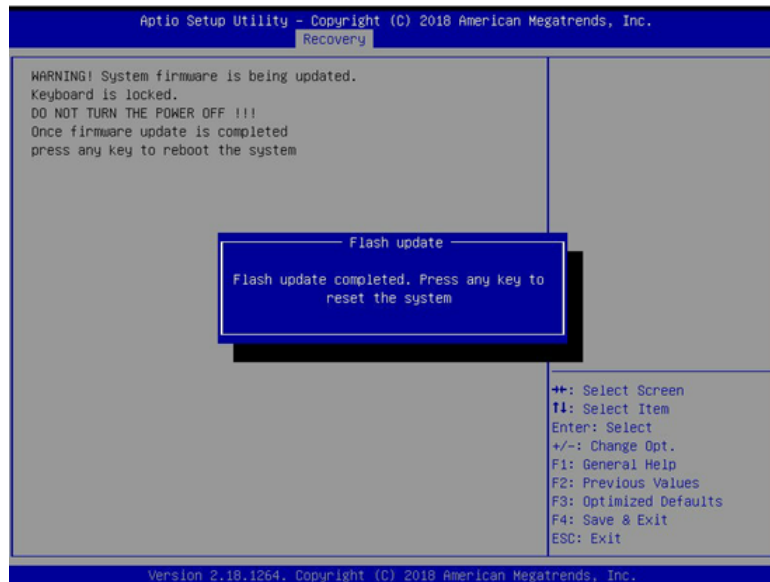 Aptio Setup Utility – Copyright (C) 2018 American Megatrends, Inc.
Recovery
WARNING! System firmware is being updated.
Keyboard is locked.
DO NOT TURN THE POWER OFF !!!
Once firmware update is completed
press any key to reboot the system
Flash update
Flash update completed. Press any key to
reset the system
→←: Select Screen
↑↓: Select Item
Enter: Select
+/-: Change Opt.
F1: General Help
F2: Previous Values
F3: Optimized Defaults
F4: Save & Exit
ESC: Exit
Version 2.18.1264. Copyright (C) 2018 American Megatrends, Inc.